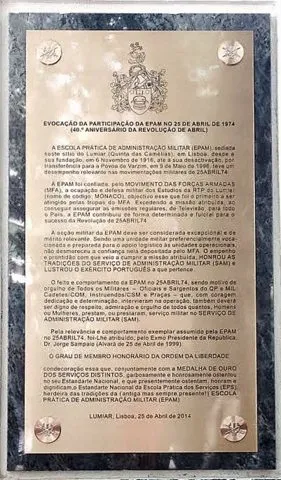 EVOCAÇÃO DA PARTICIPAÇÃO DA EPAM NO 25 DE ABRIL DE 1974
(40.º ANIVERSÁRIO DA REVOLUÇÃO DE ABRIL)
A ESCOLA PRÁTICA DE ADMINISTRAÇÃO MILITAR (EPAM), sediada
neste sítio do Lumiar (Quinta das Camélias), em Lisboa, desde
a sua fundação, em 6 Novembro de 1916, até à sua desactivação, por
transferência para a Póvoa de Varzim, em 9 de Maio de 1996, teve um
desempenho relevante nas movimentações militares de 25ABRIL74.
À EPAM foi confiada, pelo MOVIMENTO DAS FORÇAS ARMADAS
(MFA), a ocupação e defesa militar dos Estúdios da RTP do Lumiar
(nome de código: MÓNACO), objectivo esse que foi o primeiro a ser
atingido pelas tropas do MFA. Excedendo a missão atribuída, ao
conseguir assegurar as emissões regulares, de Televisão, para todo
o País, a EPAM contribuiu de forma determinada e fulcral para o
sucesso da Revolução de 25ABRIL74.
A acção militar da EPAM deve ser considerada excepcional e de
mérito relevante. Sendo uma unidade militar preferencialmente voca-
cionada e preparada para o apoio logístico às unidades operacionais,
não desmereceu a confiança nela depositada pelo MFA. O empenho
e prontidão com que veio a cumprir a missão atribuída, HONROU AS
TRADIÇÕES DO SERVIÇO DE ADMINISTRAÇÃO MILITAR (SAM) E
LUSTROU O EXÉRCITO PORTUGUÊS a que pertence.
O feito e comportamento da EPAM no 25ABRIL74, sendo motivo de
orgulho de Todos os Militares – Oficiais e Sargentos do QP e MIL,
Cadetes/COM, Instruendos/CSM e Praças – que, com coragem
dedicação e determinação, intervieram na operação, também deverá
ser digno de respeito, admiração e orgulho de todos quantos, Homens
ou Mulheres, prestam, ou prestaram, serviço militar no SERVIÇO DE
ADMINISTRAÇÃO MILITAR (SAM).
Pela relevância e comportamento exemplar assumido pela EPAM
no 25ABRIL74, foi-lhe atribuído, pelo Exmo Presidente da República
Dr. Jorge Sampaio (Alvará de 25 de Abril de 1999),
O GRAU DE MEMBRO HONORÁRIO DA ORDEM DA LIBERDADE
condecoração essa que, conjuntamente com a MEDALHA DE OURO
DOS SERVIÇOS DISTINTOS, garbosamente e honrosamente ostentou
no seu Estandarte Nacional, e que presentemente ostentam, honram e
dignificam, o Estandarte Nacional da Escola Prática dos Serviços (EPS),
herdeira das tradições da (antiga mas sempre presente!) ESCOLA
PRÁTICA DE ADMINISTRAÇÃO MILITAR (EPAM)
LUMIAR, Lisboa, 25 de Abril de 2014